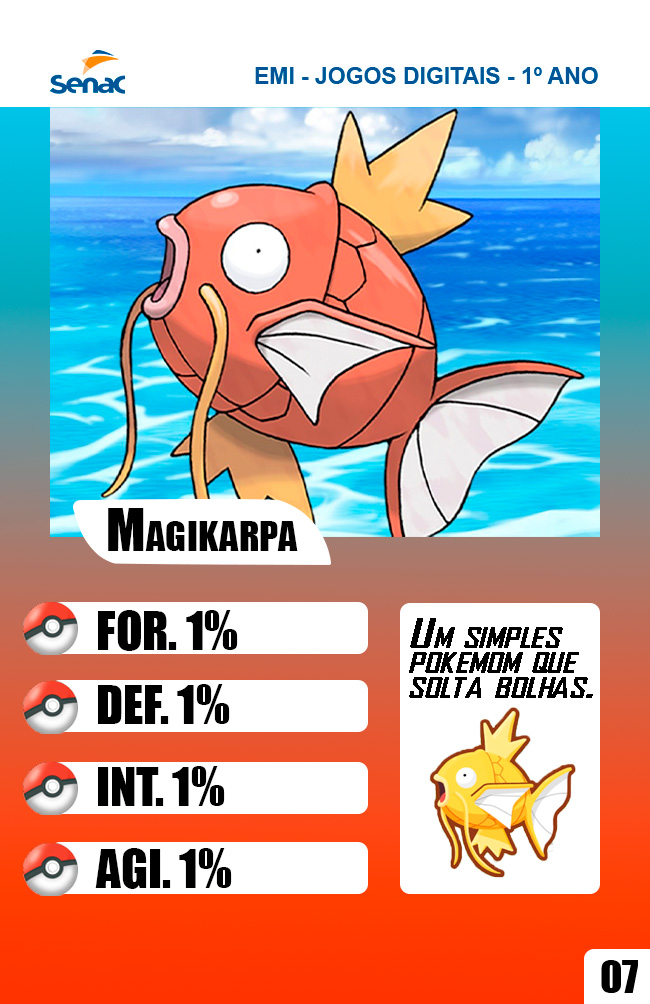 senac
EMI - JOGOS DIGITAIS - 1º ANO
MAGIKARPA
FOR. 1%
DEF. 1%
INT. 1%
AGI. 1%
UM SIMPLES
POKEMOM QUE
SOLTA BOLHAS.
07